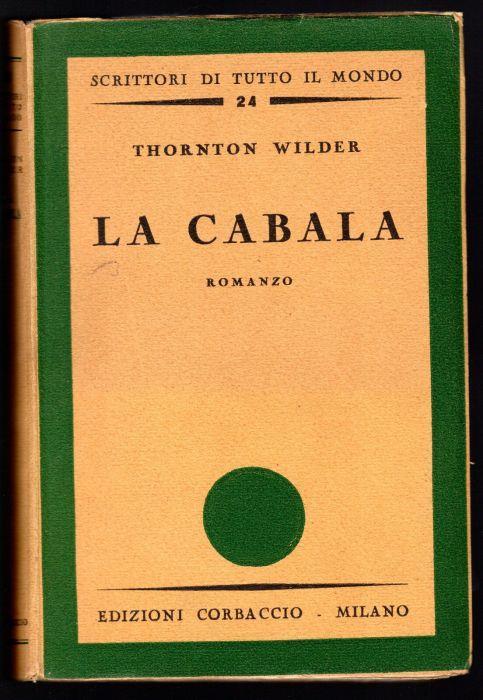 SCRITTORI DI TUTTO IL MONDO
24
THORNTON WILDER
LA CABALA
ROMANZO
EDIZIONI CORBACCIO - MILANO